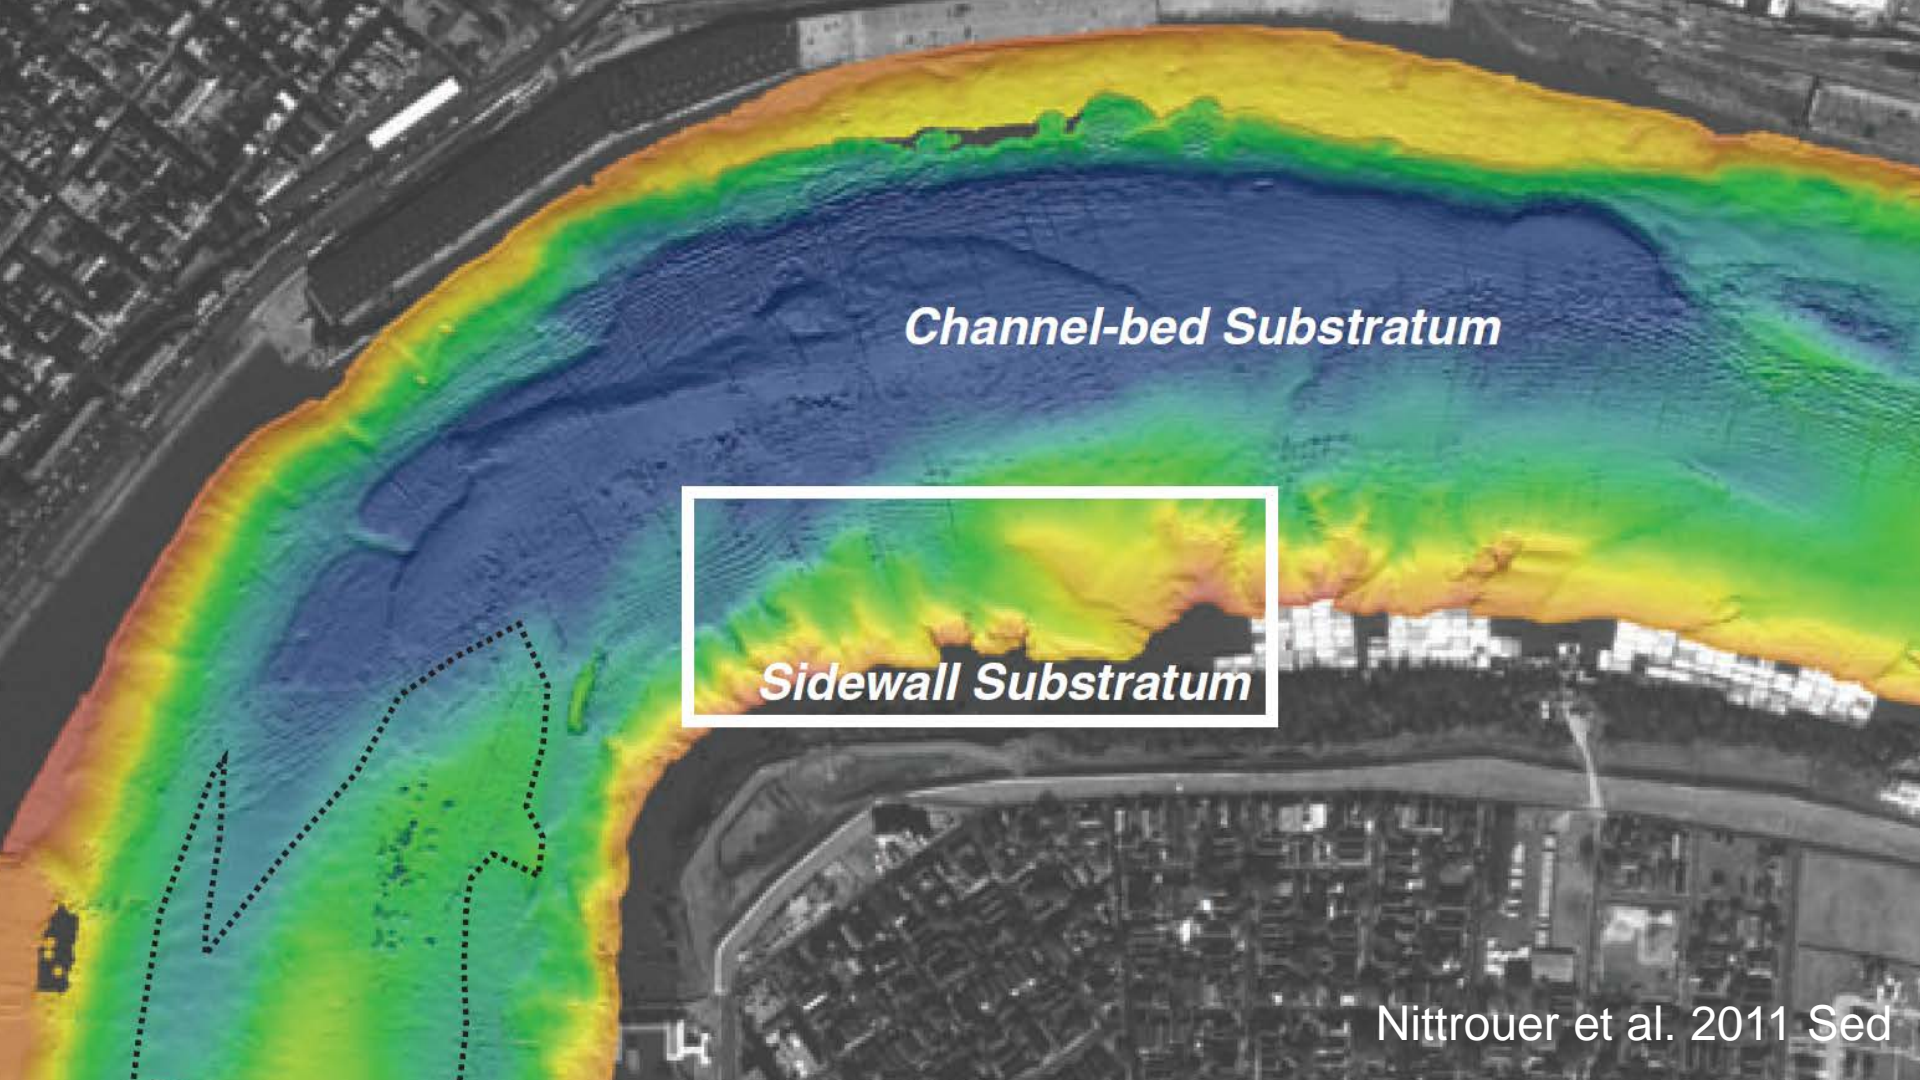 Channel-bed Substratum
Sidewall Substratum
Nittrouer et al. 2011 Sed